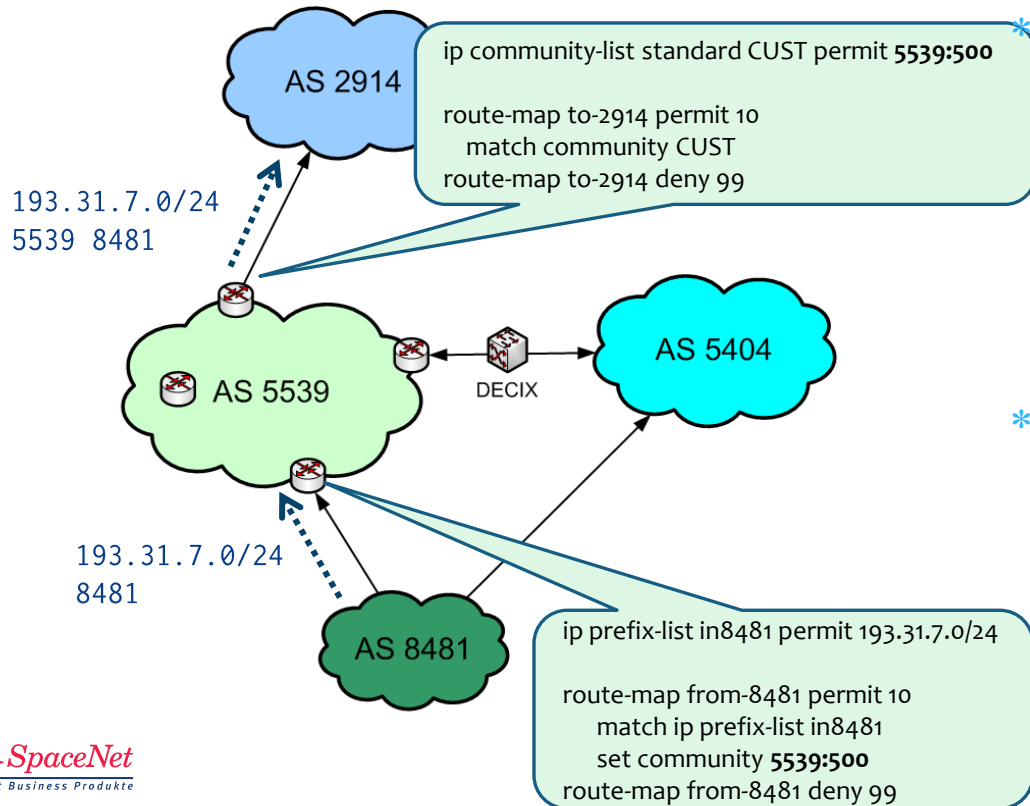 AS 2914
ip community-list standard CUST permit 5539:500
route-map to-2914 permit 10
match community CUST
route-map to-2914 deny 99
193.31.7.0/24
5539 8481
AS 5539
DECIX
AS 5404
193.31.7.0/24
8481
AS 8481
ip prefix-list in8481 permit 193.31.7.0/24
route-map from-8481 permit 10
match ip prefix-list in8481
set community 5539:500
route-map from-8481 deny 99
SpaceNet
Business Produkte